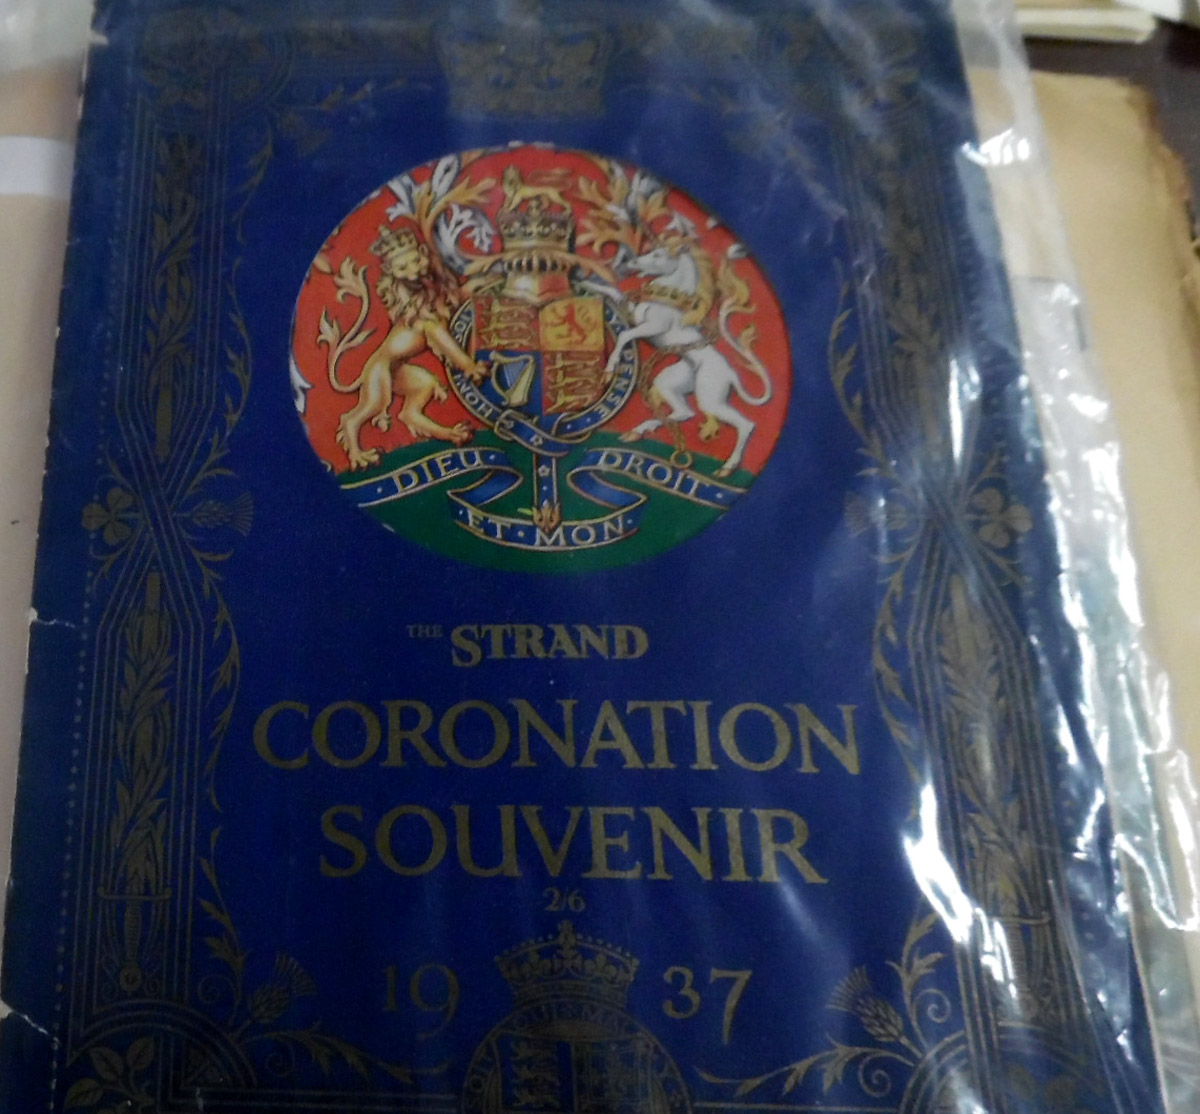 HONI SOIT
Y PENSE
·DIEU·
DROIT·
·ET·MON·
THE STRAND
CORONATION
SOUVENIR
2/6
19 37